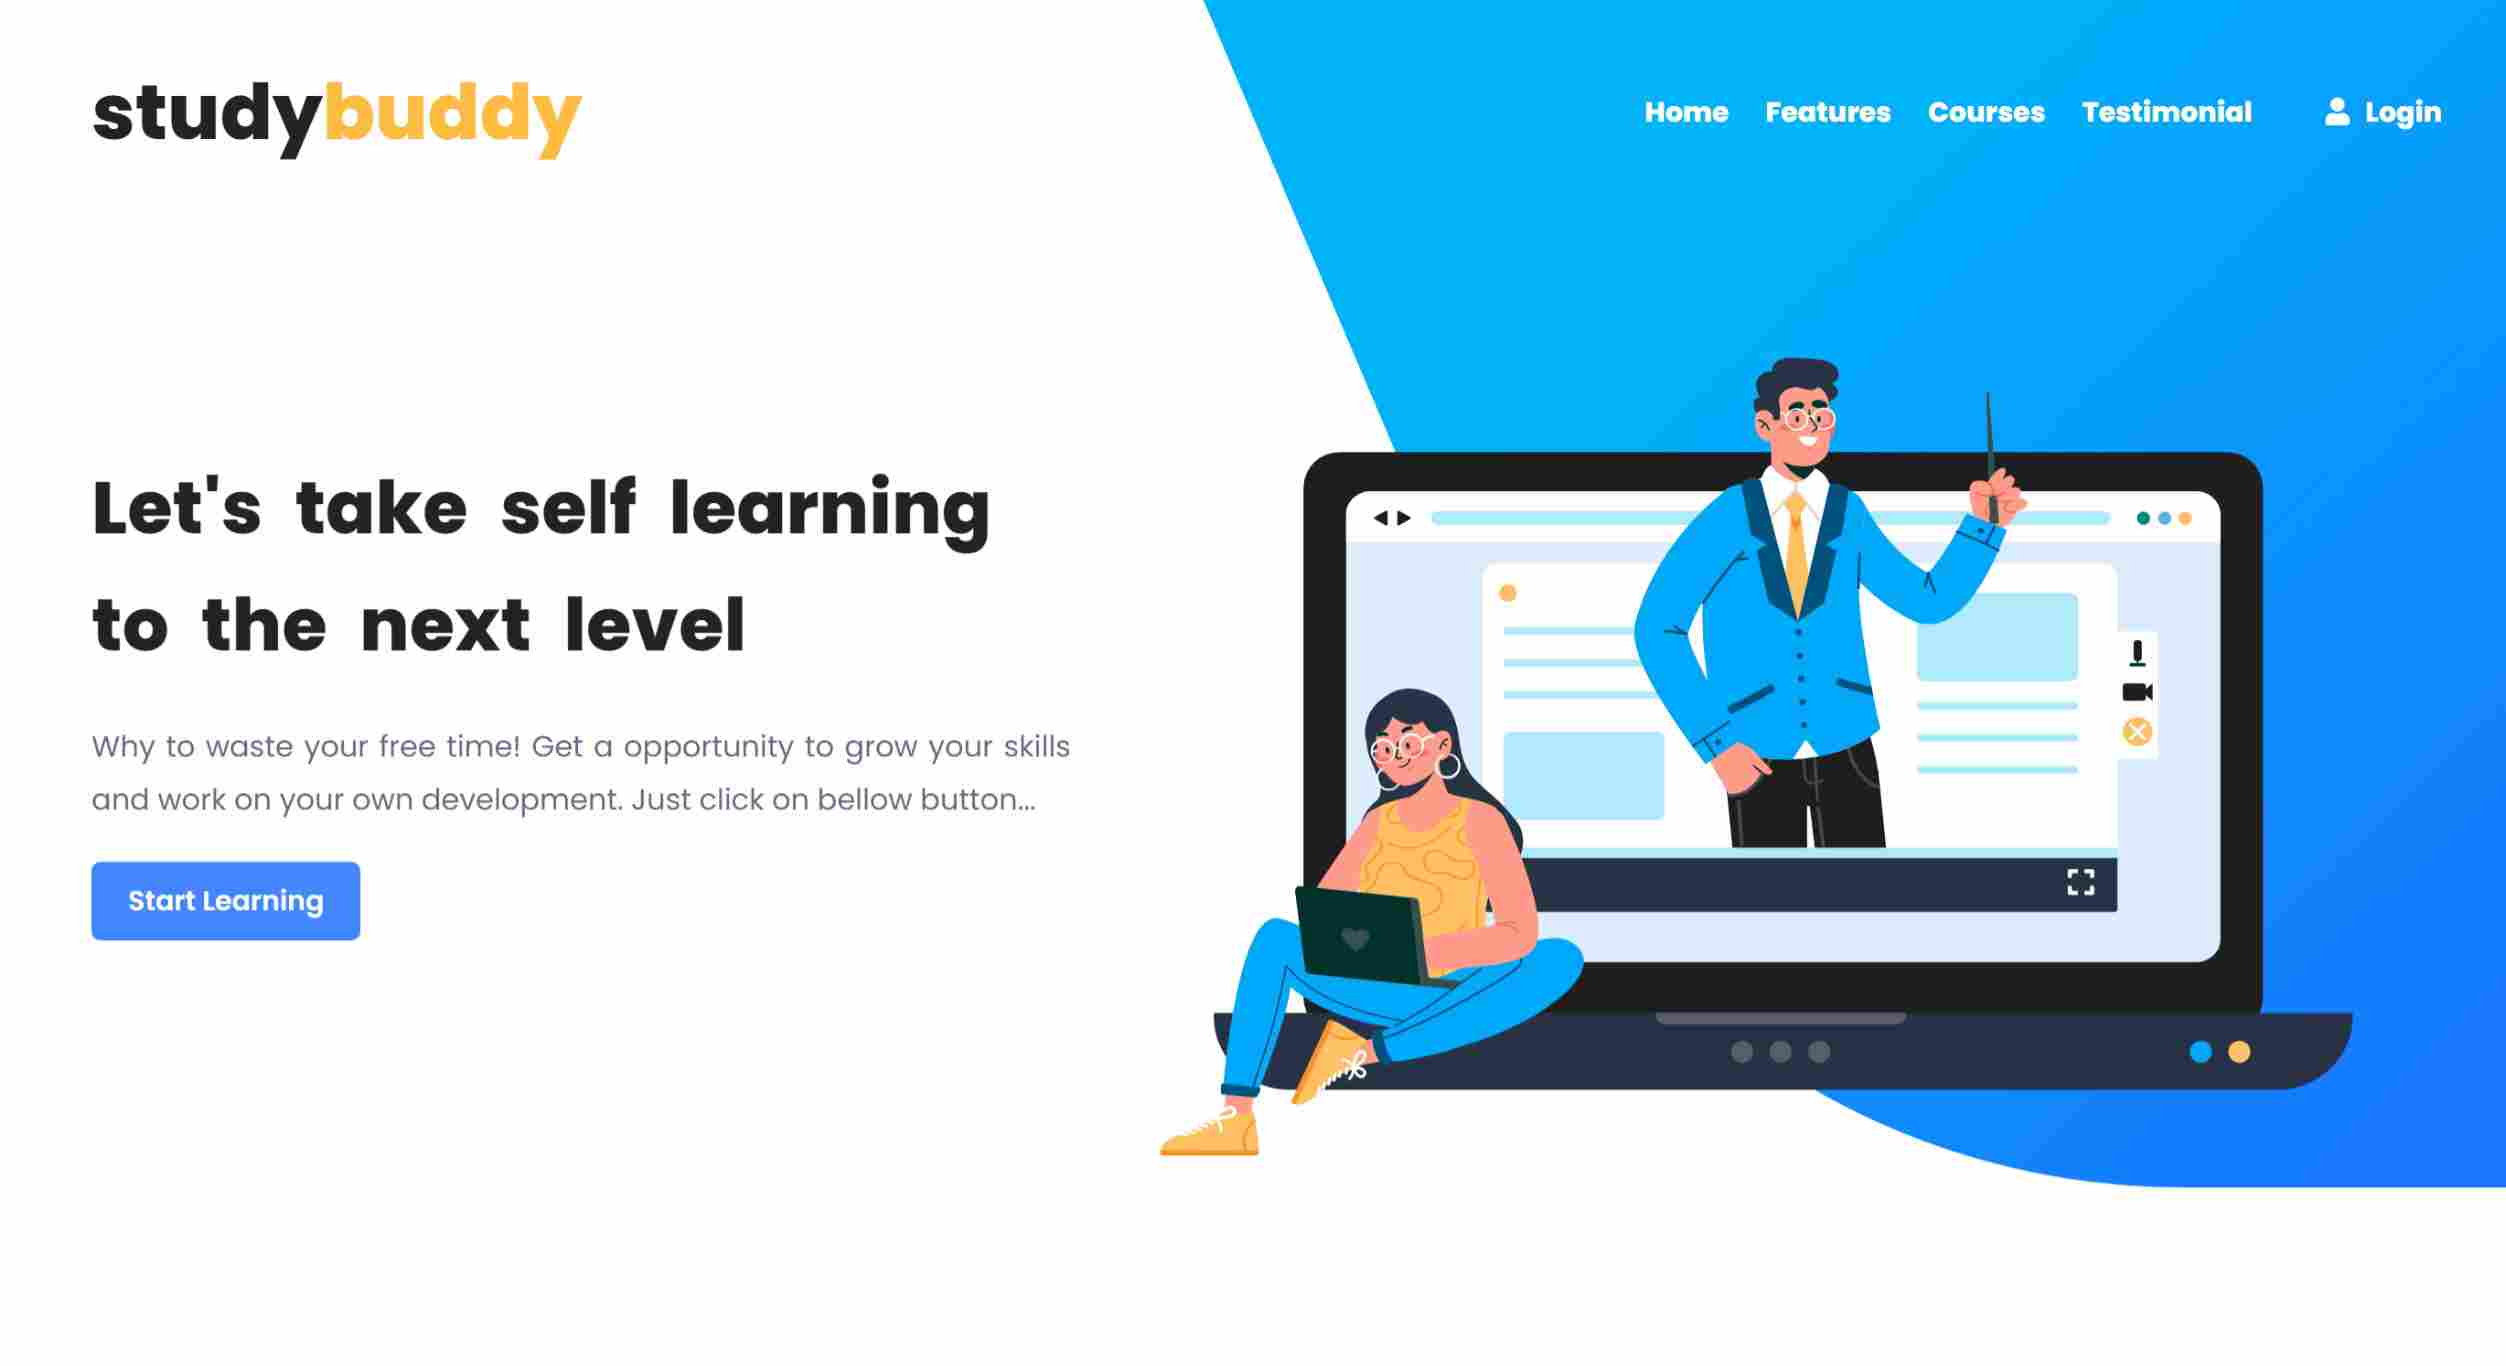 studybuddy
Home Features Courses Testimonial Login
Let's take self learning
to the next level
Why to waste your free time! Get a opportunity to grow your skills
and work on your own development. Just click on bellow button...
Start Learning